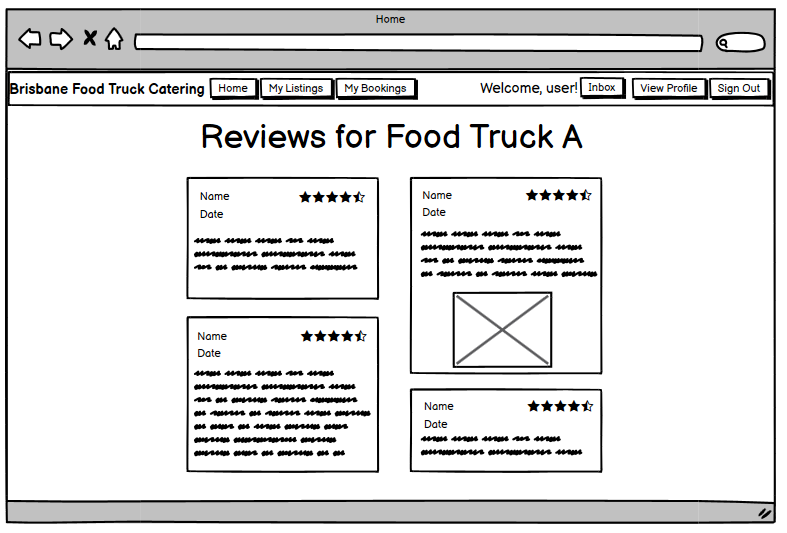 Home
Brisbane Food Truck Catering Home My Listings My Bookings Welcome, user! Inbox View Profile Sign Out
Reviews for Food Truck A
Name
Date
Name
Date
Name
Date
Name
Date